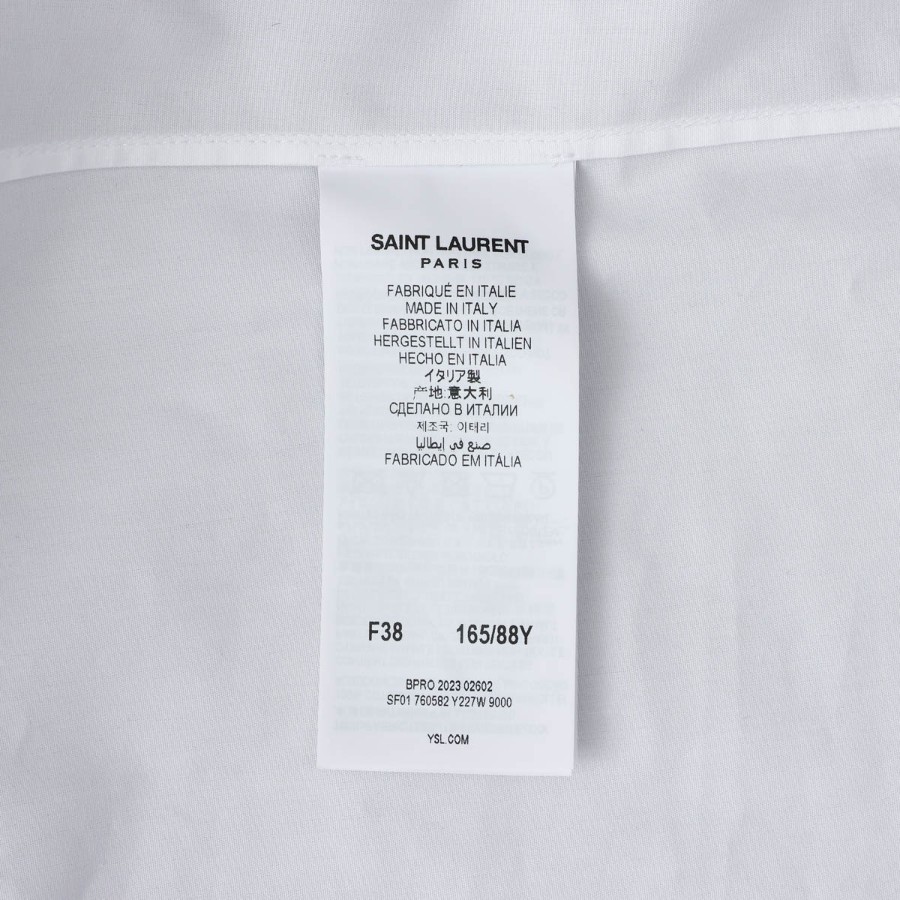 SAINT LAURENT
PARIS
FABRIQUÉ EN ITALIE
MADE IN ITALY
FABBRICATO IN ITALIA
HERGESTELLT IN ITALIEN
HECHO EN ITALIA
イタリア製
产地:意大利
СДЕЛАНО В ИТАЛИИ
제조국: 이태리
صنع في إيطاليا
FABRICADO EM ITÁLIA
F38 165/88Y
BPRO 2023 02602
SF01 760582 Y227W 9000
YSL.COM